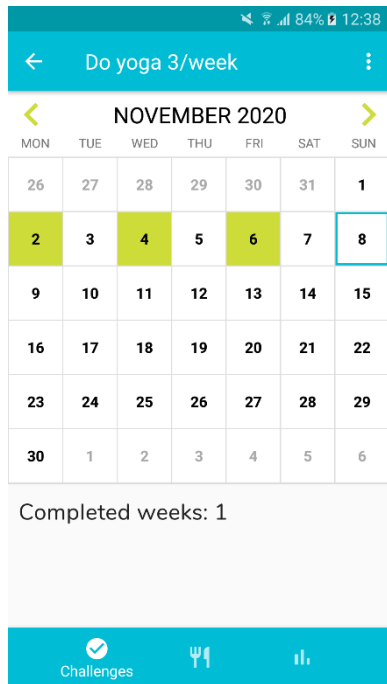 84% 12:38
Do yoga 3/week
NOVEMBER 2020
MON TUE WED THU FRI SAT SUN
26 27 28 29 30 31 1
2 3 4 5 6 7 8
9 10 11 12 13 14 15
16 17 18 19 20 21 22
23 24 25 26 27 28 29
30 1 2 3 4 5 6
Completed weeks: 1
Challenges